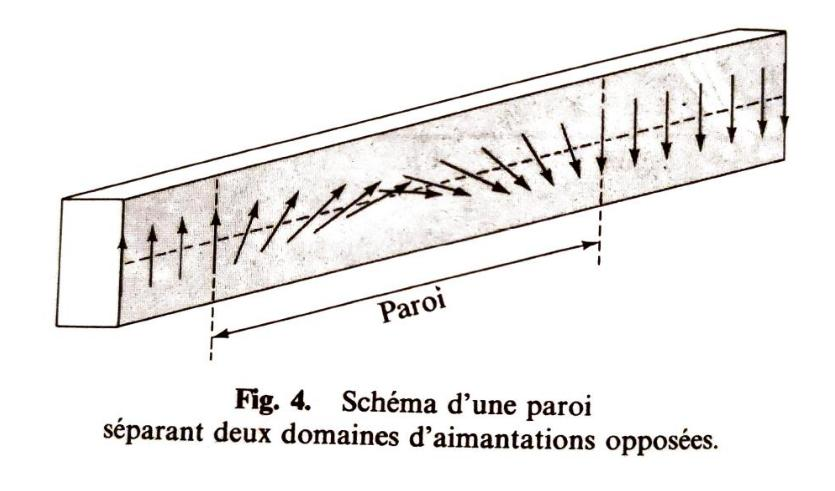 Paroi
Fig. 4. Schéma d'une paroi
séparant deux domaines d'aimantations opposées.